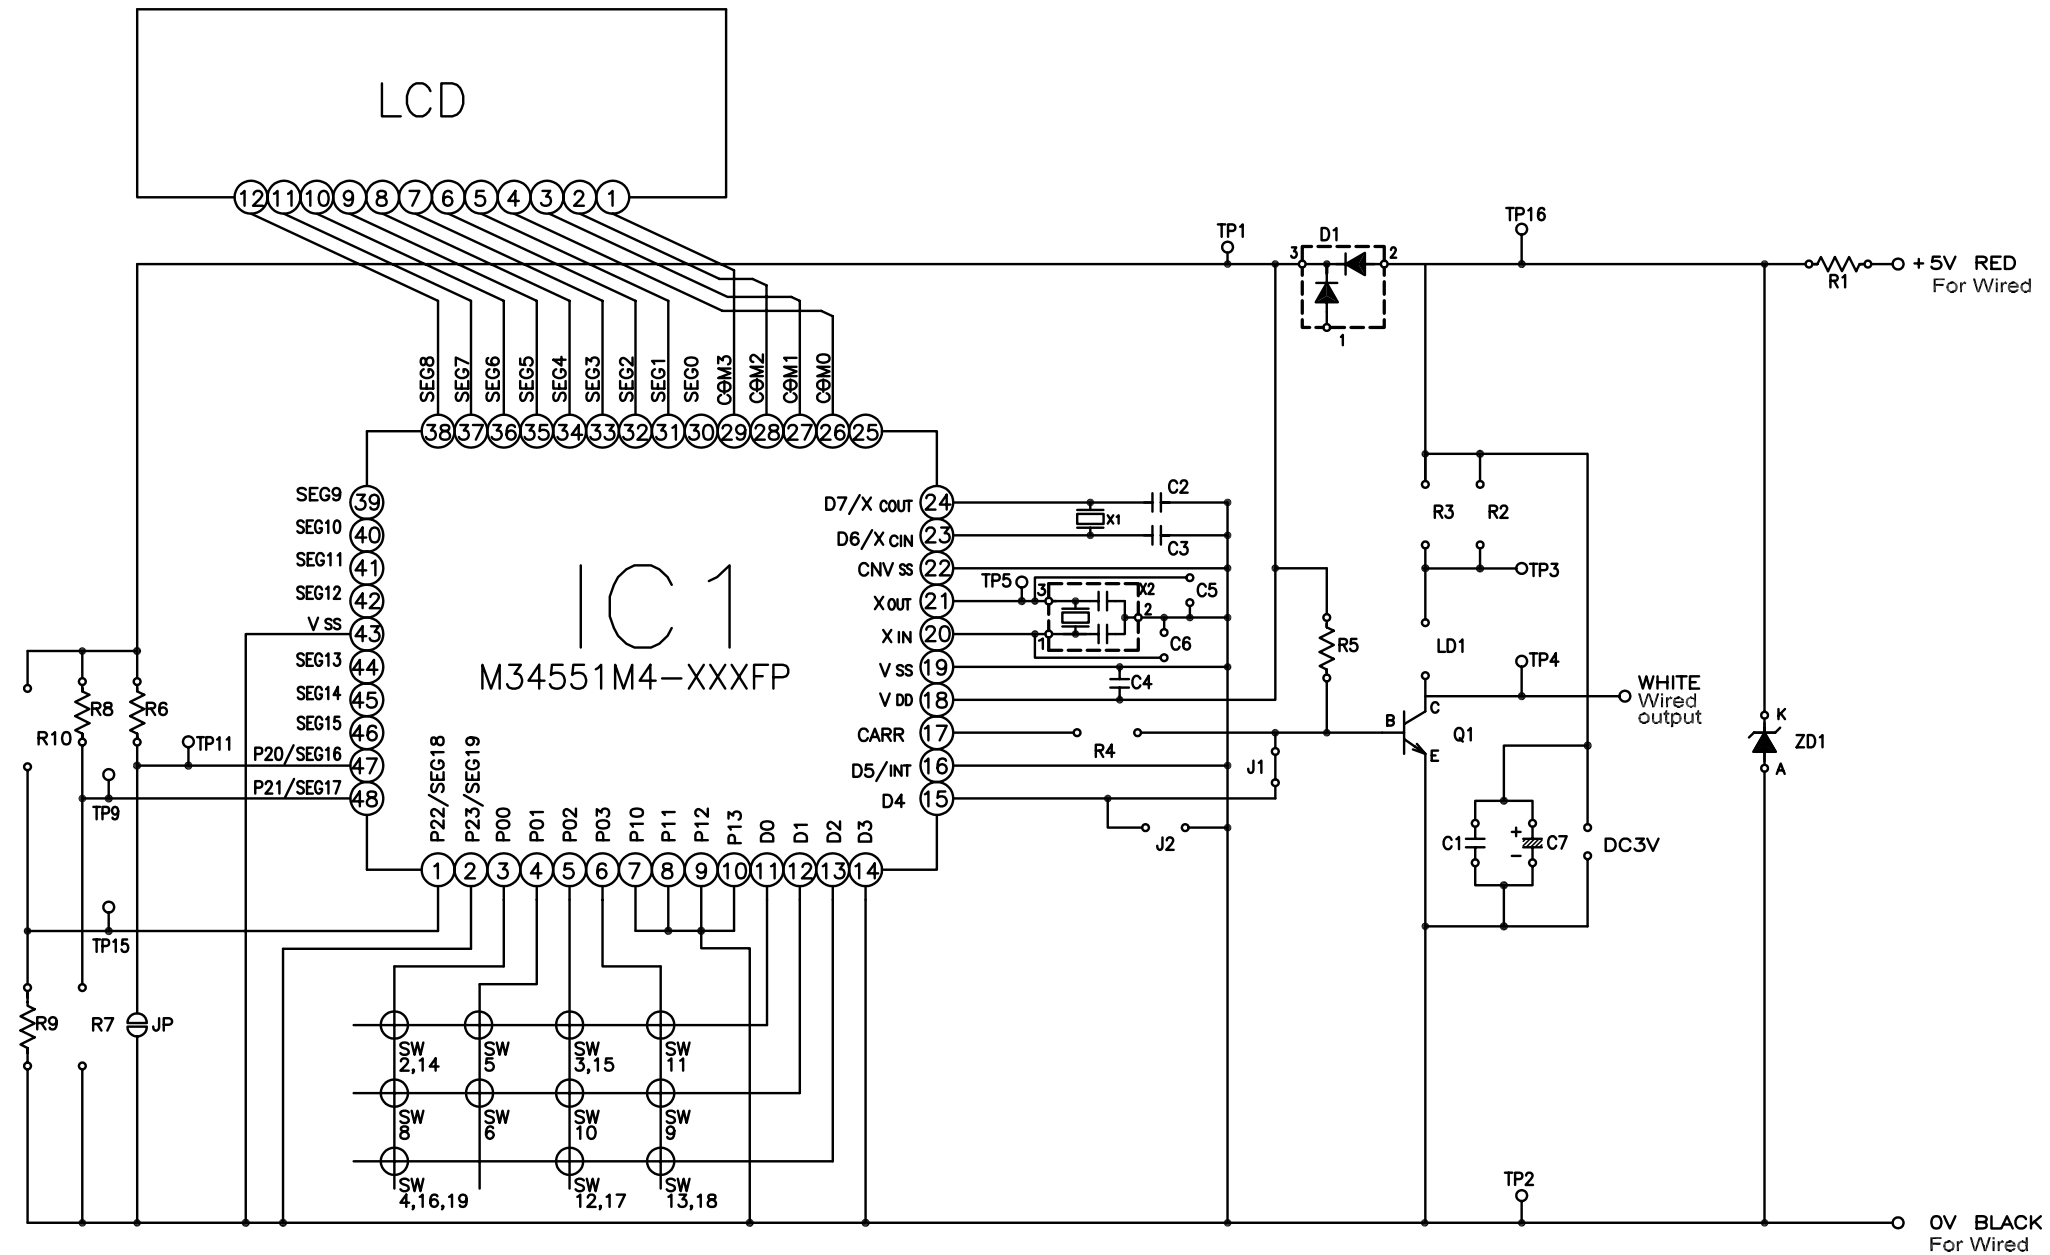 LCD
12 11 10 9 8 7 6 5 4 3 2 1
TP1
3 D1 2
1
TP16
R1
+5V RED
For Wired
SEG8 SEG7 SEG6 SEG5 SEG4 SEG3 SEG2 SEG1 SEG0 COM3 COM2 COM1 COM0
38 37 36 35 34 33 32 31 30 29 28 27 26 25
SEG9 39
SEG10 40
SEG11 41
SEG12 42
VSS 43
SEG13 44
SEG14 45
SEG15 46
P20/SEG16 47
P21/SEG17 48
IC1
M34551M4-XXXFP
D7/X COUT 24
D6/X CIN 23
CNV SS 22
X OUT 21
X IN 20
V SS 19
V DD 18
CARR 17
D5/INT 16
D4 15
C2
X1
C3
TP5
3 X2
2
1
C5
C6
C4
R5
R4
J1
J2
R3 R2
TP3
LD1
TP4
WHITE
Wired
output
B C
E
Q1
K
ZD1
A
C1
+
−
C7
DC3V
R10
R8
R6
TP11
TP9
TP15
R9
R7
JP
P22/SEG18 P23/SEG19 P00 P01 P02 P03 P10 P11 P12 P13 D0 D1 D2 D3
1 2 3 4 5 6 7 8 9 10 11 12 13 14
SW
2,14
SW
5
SW
3,15
SW
11
SW
8
SW
6
SW
10
SW
9
SW
4,16,19
SW
12,17
SW
13,18
TP2
0V BLACK
For Wired